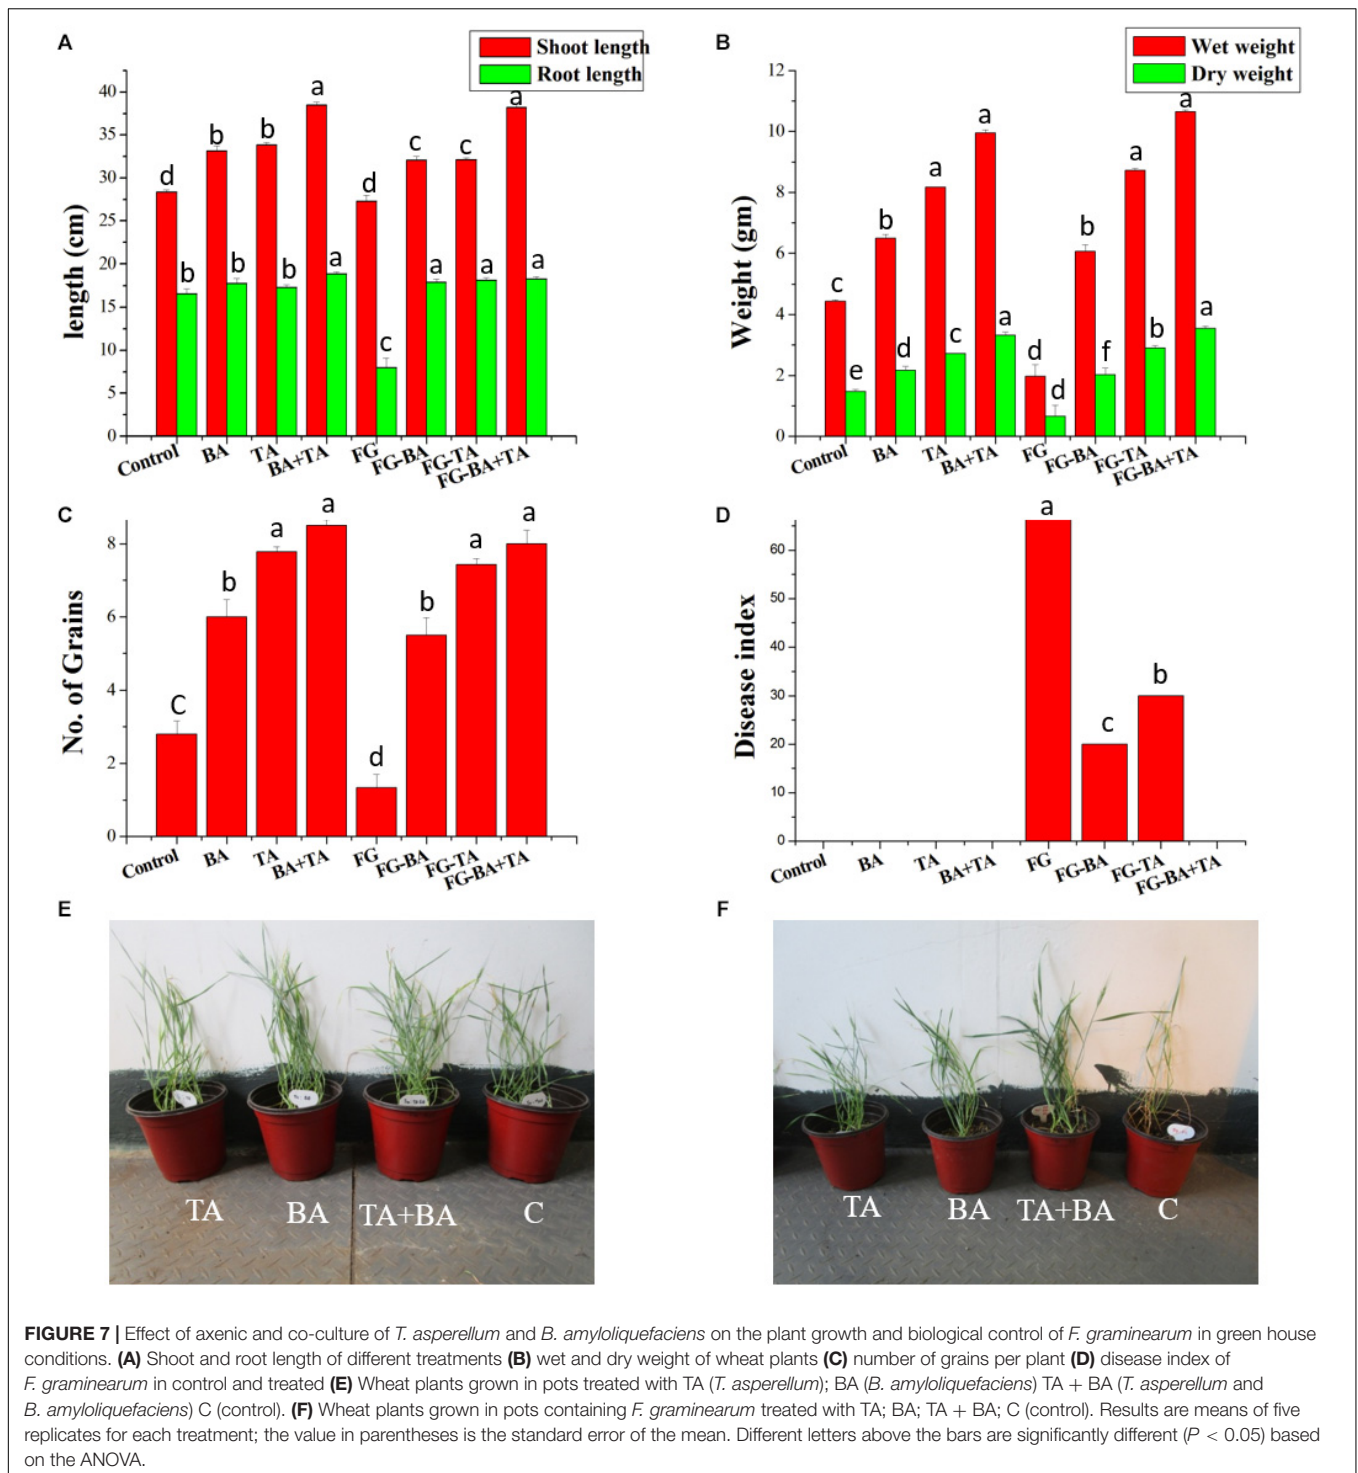 A
Shoot length
Root length
length (cm)
40
35
30
25
20
15
10
5
0
d
b
b
b
b
b
a
a
d
c
c
a
c
a
a
a
Control
BA
TA
BA+TA
FG
FG-BA
FG-TA
FG-BA+TA
B
Wet weight
Dry weight
Weight (gm)
12
10
8
6
4
2
0
c
e
b
d
a
c
a
a
d
d
b
f
a
b
a
a
Control
BA
TA
BA+TA
FG
FG-BA
FG-TA
FG-BA+TA
C
No. of Grains
8
6
4
2
0
C
b
a
a
d
b
a
a
Control
BA
TA
BA+TA
FG
FG-BA
FG-TA
FG-BA+TA
D
Disease index
60
50
40
30
20
10
0
a
c
b
Control
BA
TA
BA+TA
FG
FG-BA
FG-TA
FG-BA+TA
E
TA BA TA+BA C
F
TA BA TA+BA C
FIGURE 7 | Effect of axenic and co-culture of T. asperellum and B. amyloliquefaciens on the plant growth and biological control of F. graminearum in green house
conditions. (A) Shoot and root length of different treatments (B) wet and dry weight of wheat plants (C) number of grains per plant (D) disease index of
F. graminearum in control and treated (E) Wheat plants grown in pots treated with TA (T. asperellum); BA (B. amyloliquefaciens) TA + BA (T. asperellum and
B. amyloliquefaciens) C (control). (F) Wheat plants grown in pots containing F. graminearum treated with TA; BA; TA + BA; C (control). Results are means of five
replicates for each treatment; the value in parentheses is the standard error of the mean. Different letters above the bars are significantly different (P < 0.05) based
on the ANOVA.